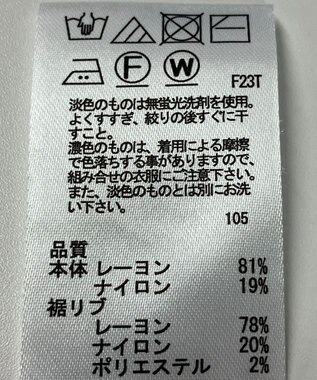 F W
F23T
淡色のものは無蛍光洗剤を使用。
よくすすぎ、絞りの後すぐに干
すこと。
濃色のものは、着用による摩擦
で色落ちする事がありますので、
組み合せの衣服にご注意下さい。
また、淡色のものとは別にお洗
い下さい。
105
品質
本体 レーヨン 81%
ナイロン 19%
裾リブ
レーヨン 78%
ナイロン 20%
ポリエステル 2%